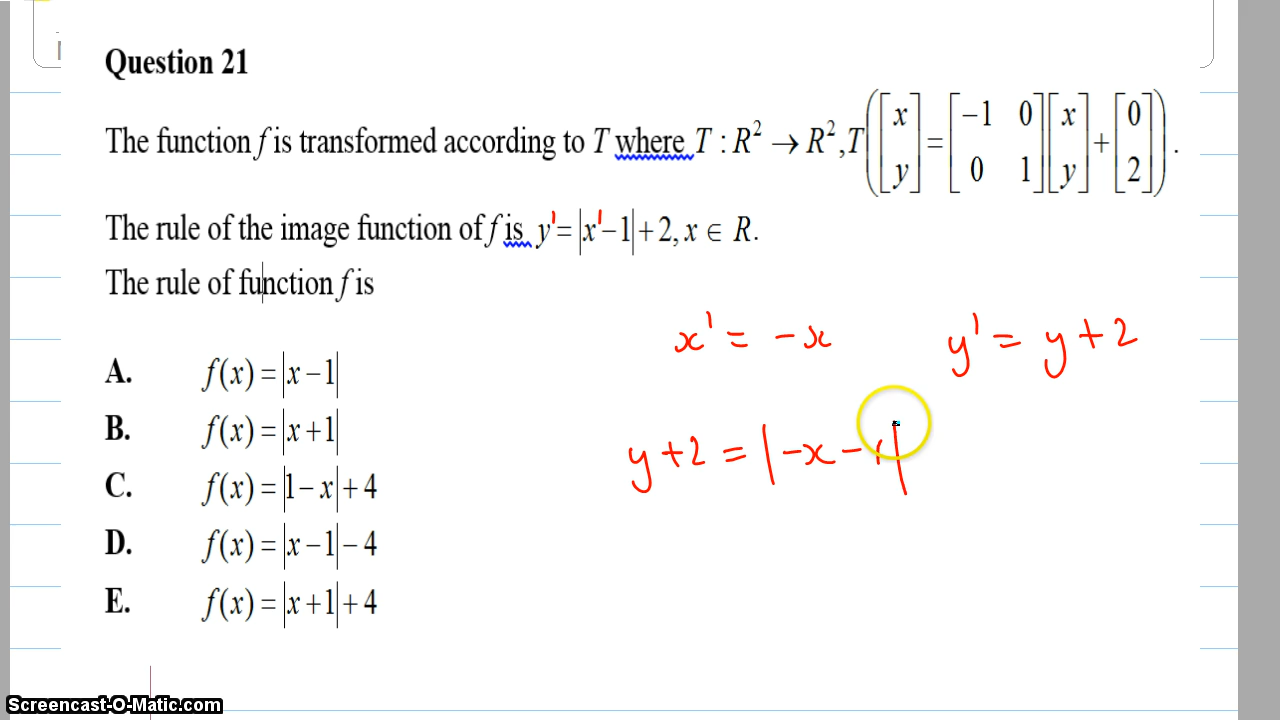 Question 21
The function f is transformed according to T where T : R² → R², T([x y] = [−1 0 0 1][x y] + [0 2]).
The rule of the image function of f is y' = |x' − 1| + 2, x ∈ R.
The rule of function f is
x' = −x y' = y + 2
A. f(x) = |x − 1|
B. f(x) = |x + 1|
y + 2 = |−x − 1|
C. f(x) = |1 − x| + 4
D. f(x) = |x − 1| − 4
E. f(x) = |x + 1| + 4
Screencast-O-Matic.com